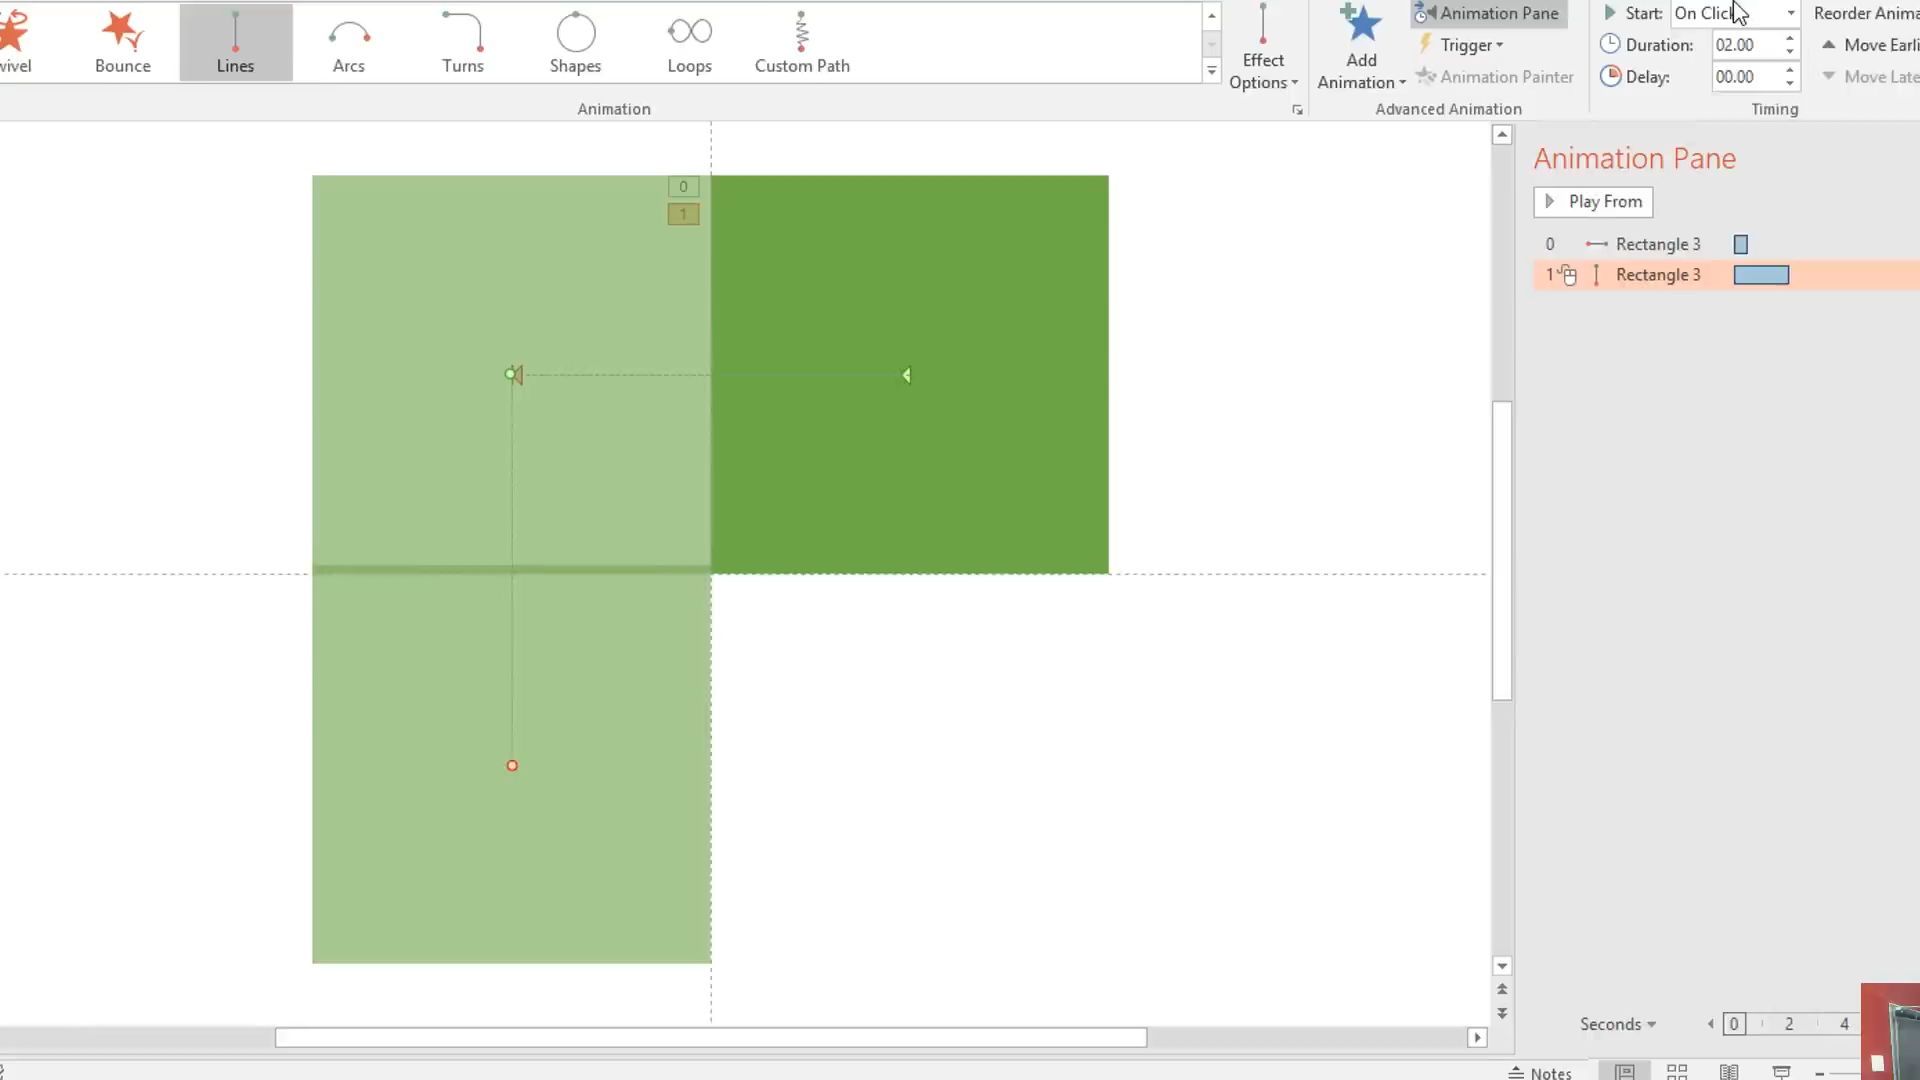 wivel
Bounce
Lines
Arcs
Turns
Shapes
Loops
Custom Path
Effect
Options
Add
Animation
Animation Pane
Trigger
Animation Painter
Start: On Click
Duration: 02.00
Delay: 00.00
Reorder Anima
Move Earli
Move Late
Animation
Advanced Animation
Timing
0
1
Animation Pane
Play From
0 Rectangle 3
1 Rectangle 3
Seconds 0 2 4
Notes